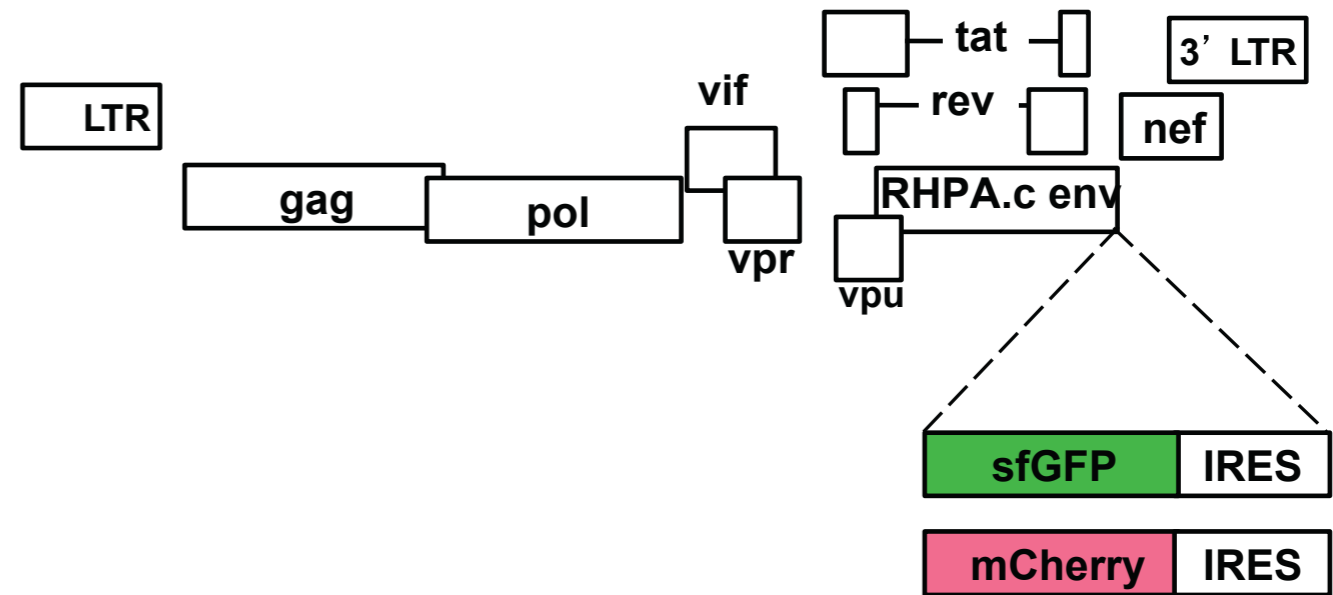 tat
3’ LTR
LTR
vif
rev
nef
gag
pol
RHPA.c env
vpr
vpu
sfGFP
IRES
mCherry
IRES